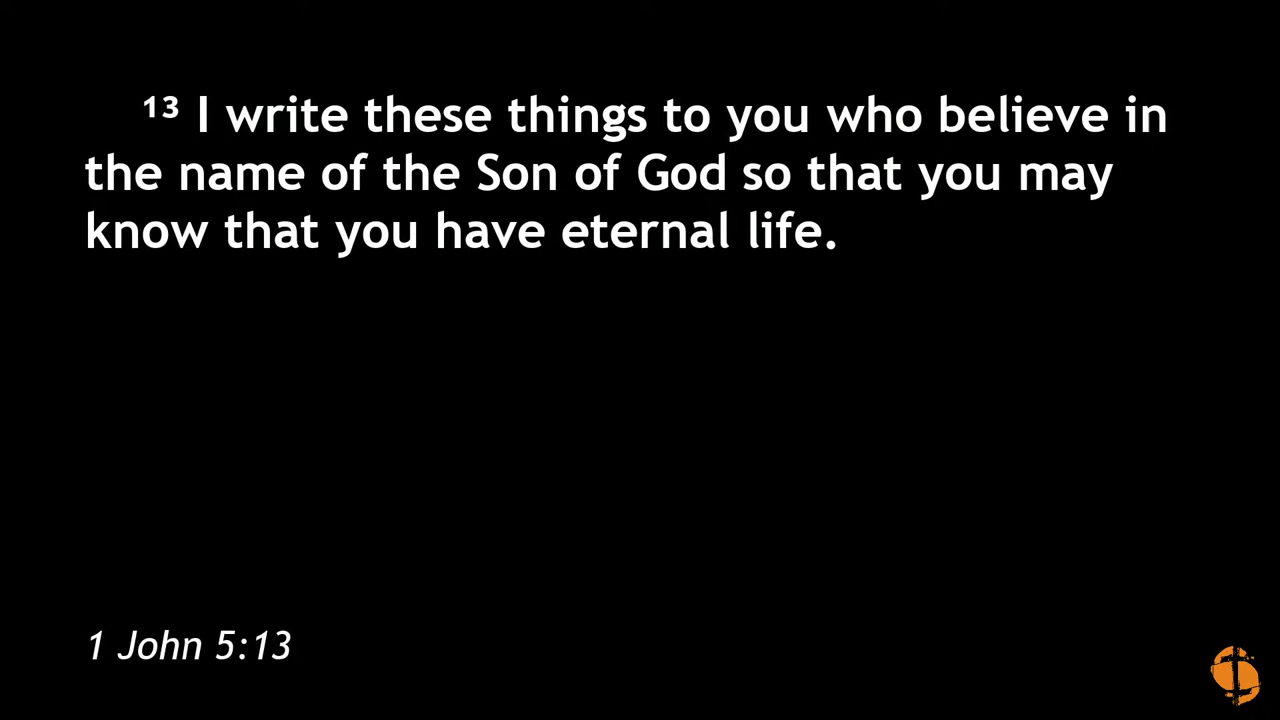 ¹³ I write these things to you who believe in
the name of the Son of God so that you may
know that you have eternal life.
1 John 5:13